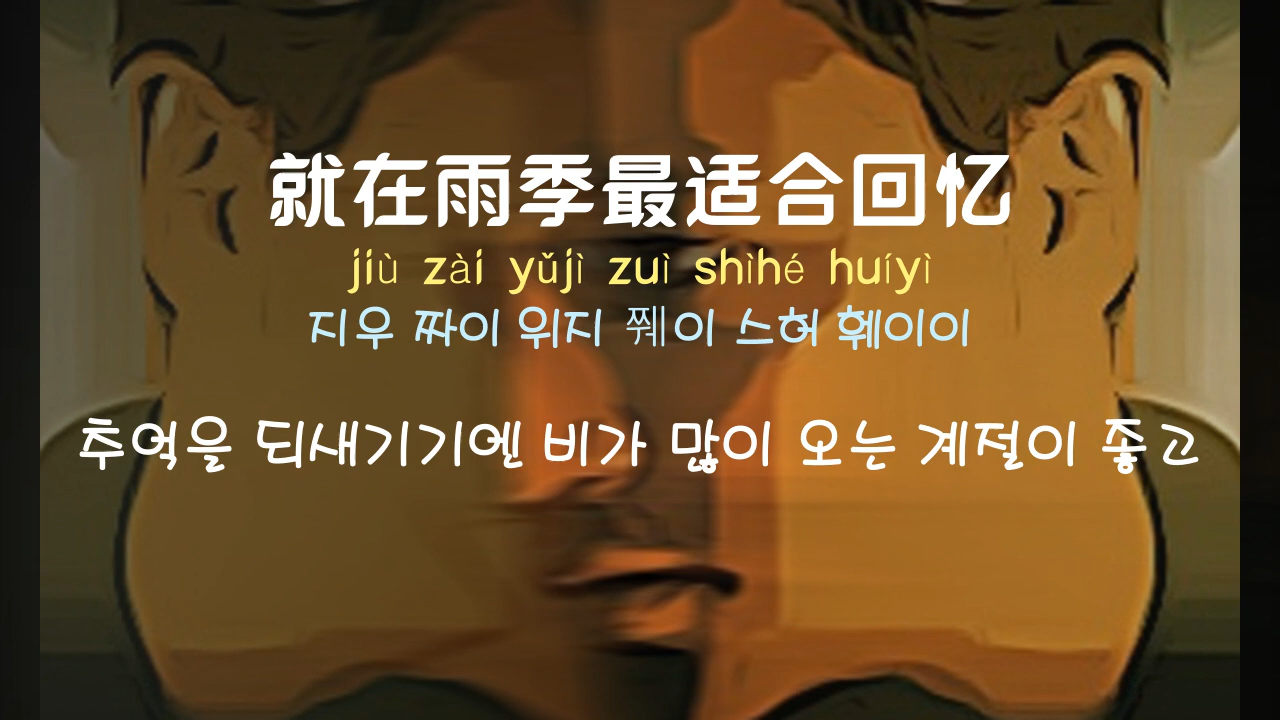 就在雨季最适合回忆
jiù zài yǔjì zuì shìhé huíyì
지우 짜이 위지 쮀이 스허 훼이이
추억을 되새기기엔 비가 많이 오는 계절이 좋고